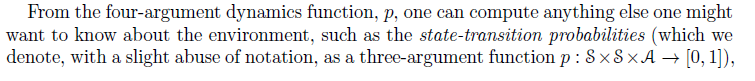 From the four-argument dynamics function, p, one can compute anything else one might
want to know about the environment, such as the state-transition probabilities (which we
denote, with a slight abuse of notation, as a three-argument function p : 𝒮×𝒮×𝒜 → [0, 1]),